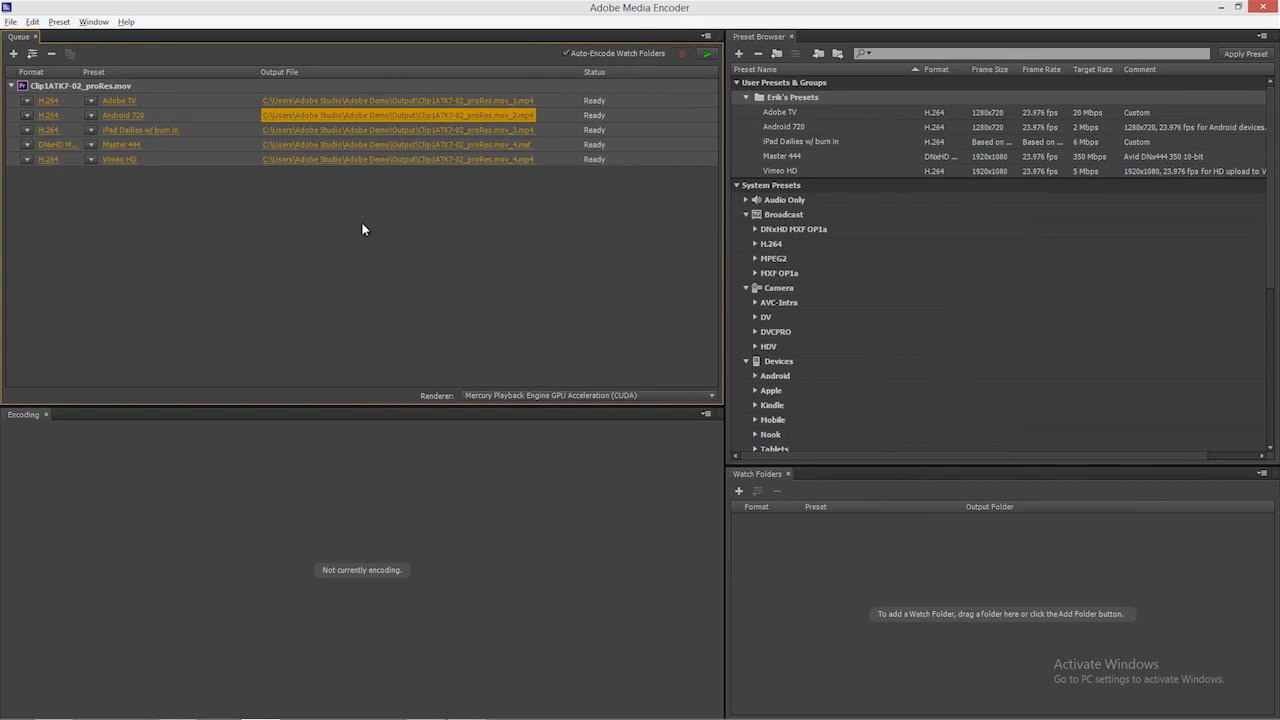 Adobe Media Encoder
File Edit Preset Window Help
Queue
Auto-Encode Watch Folders
Format Preset Output File Status
Pr Clip1ATK7-02_proRes.mov
H.264 Adobe TV C:\Users\Adobe Studio\Adobe Demo\Output\Clip1ATK7-02_proRes.mov_1.mp4 Ready
H.264 Android 720 C:\Users\Adobe Studio\Adobe Demo\Output\Clip1ATK7-02_proRes.mov_2.mp4 Ready
H.264 iPad Dailies w/ burn in C:\Users\Adobe Studio\Adobe Demo\Output\Clip1ATK7-02_proRes.mov_3.mp4 Ready
DNxHD M... Master 444 C:\Users\Adobe Studio\Adobe Demo\Output\Clip1ATK7-02_proRes.mov_4.mxf Ready
H.264 Vimeo HD C:\Users\Adobe Studio\Adobe Demo\Output\Clip1ATK7-02_proRes.mov_4.mp4 Ready
Renderer: Mercury Playback Engine GPU Acceleration (CUDA)
Encoding
Not currently encoding.
Preset Browser
Apply Preset
Preset Name Format Frame Size Frame Rate Target Rate Comment
User Presets & Groups
Erik's Presets
Adobe TV H.264 1280x720 23.976 fps 20 Mbps Custom
Android 720 H.264 1280x720 23.976 fps 2 Mbps 1280x720, 23.976 fps for Android devices.
iPad Dailies w/ burn in H.264 Based on ... Based on ... 6 Mbps Custom
Master 444 DNxHD ... 1920x1080 23.976 fps 350 Mbps Avid DNx444 350 10-bit
Vimeo HD H.264 1920x1080 23.976 fps 5 Mbps 1920x1080, 23.976 fps for HD upload to V
System Presets
Audio Only
Broadcast
DNxHD MXF OP1a
H.264
MPEG2
MXF OP1a
Camera
AVC-Intra
DV
DVCPRO
HDV
Devices
Android
Apple
Kindle
Mobile
Nook
Tablets
Watch Folders
Format Preset Output Folder
To add a Watch Folder, drag a folder here or click the Add Folder button.
Activate Windows
Go to PC settings to activate Windows.